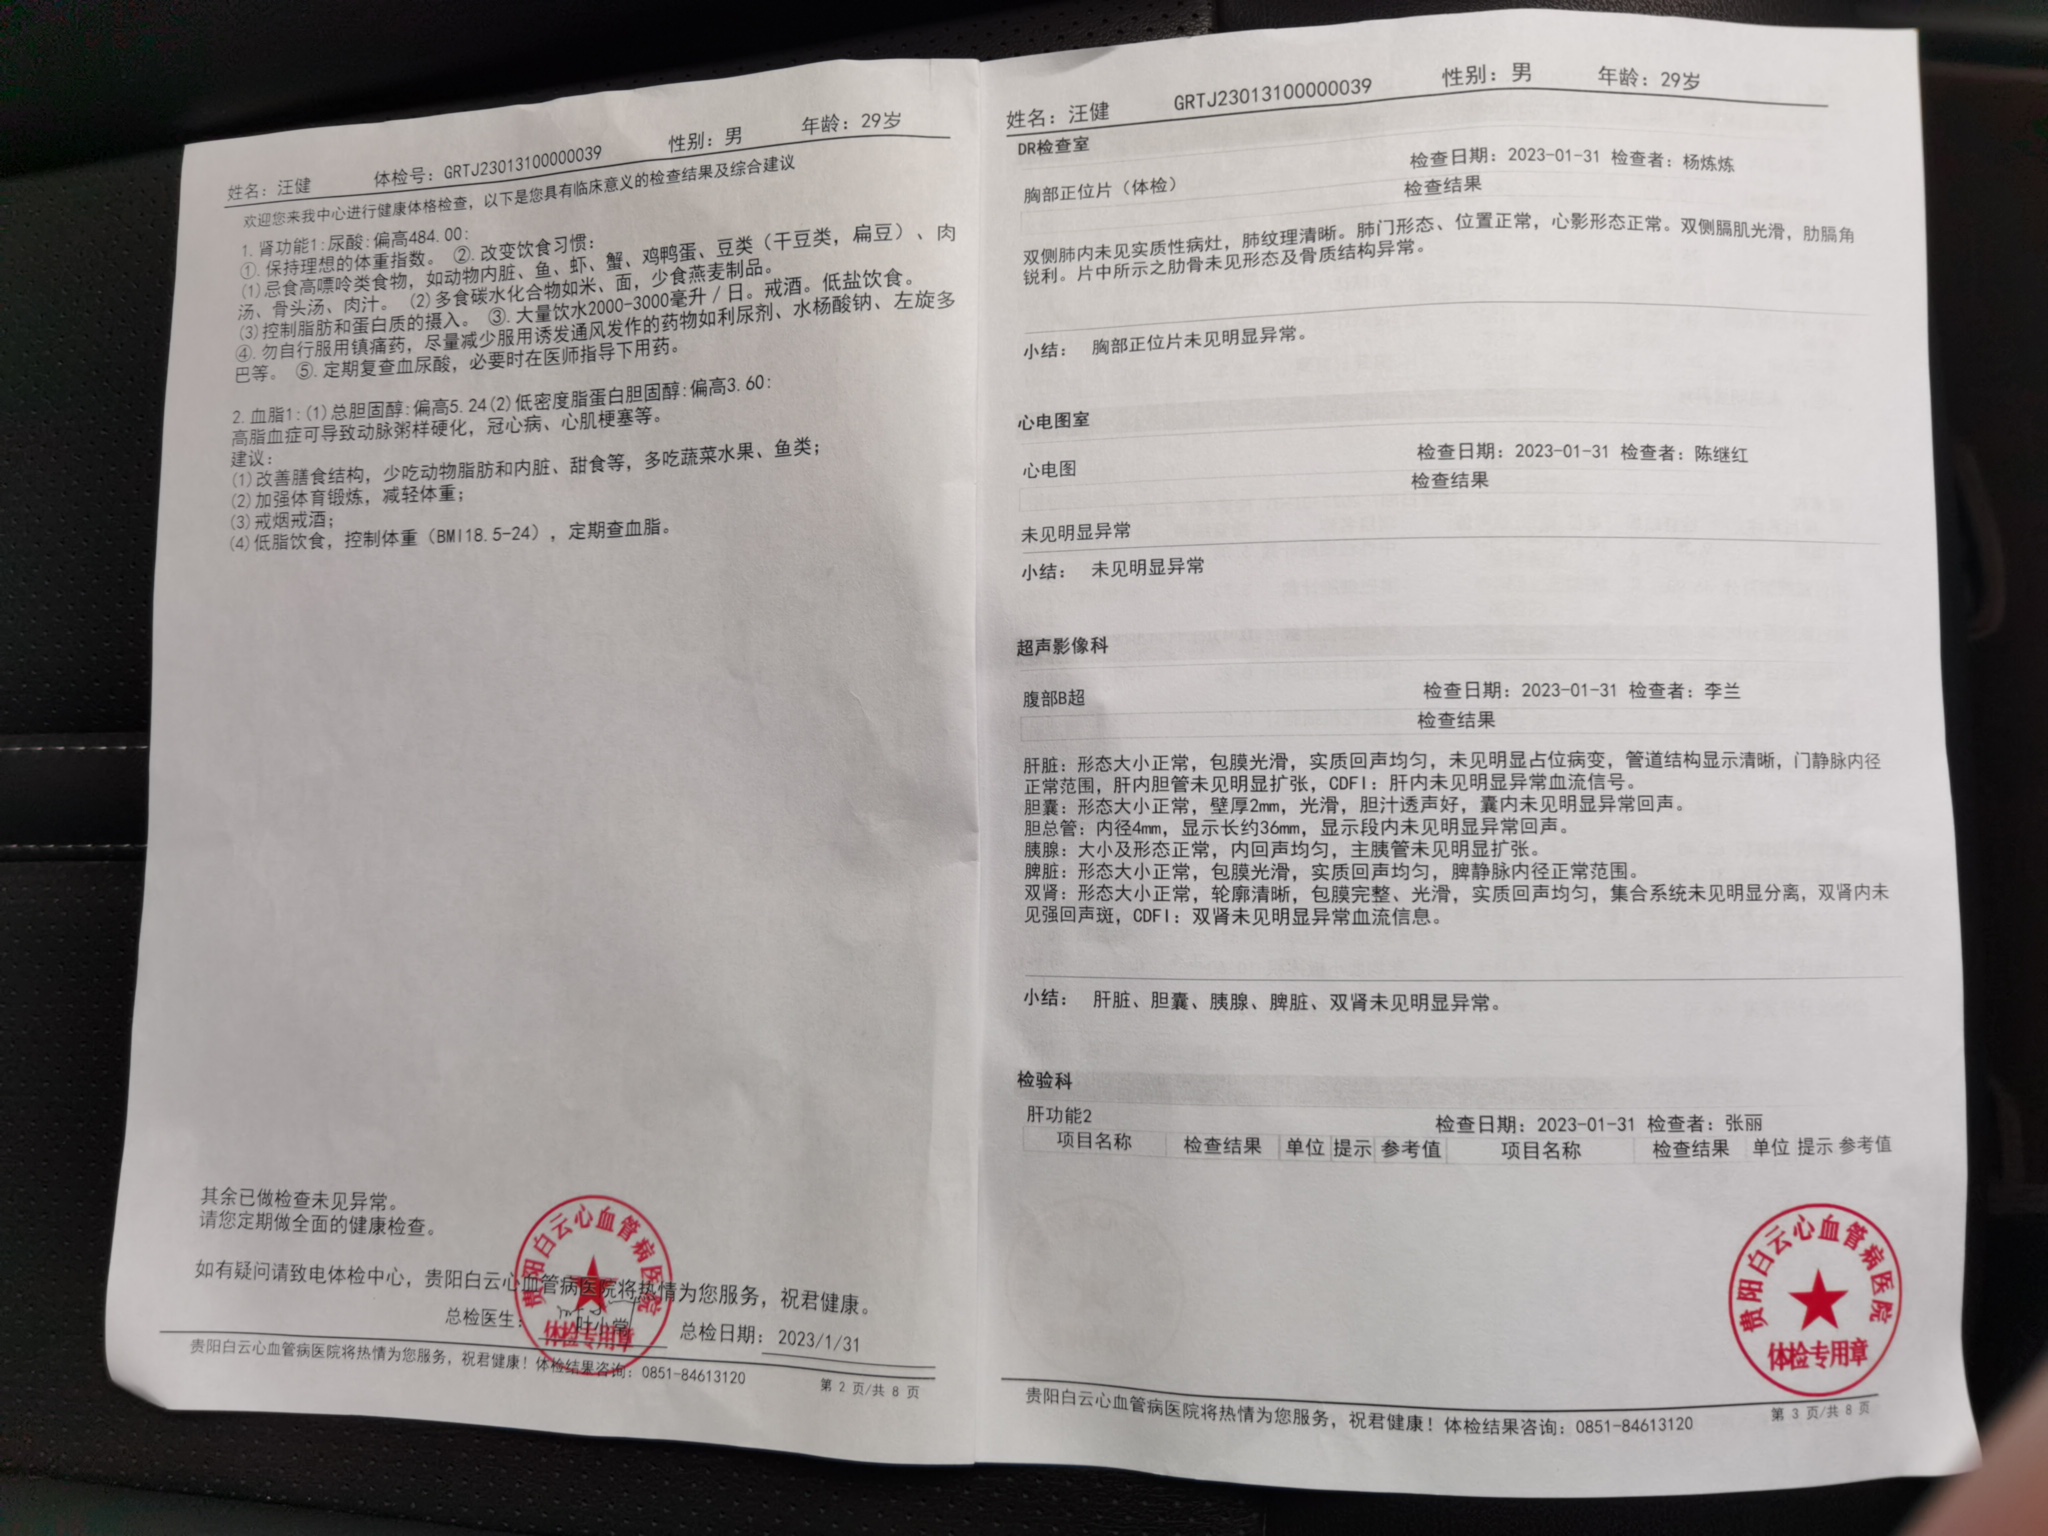 姓名：汪健 体检号：GRTJ23013100000039 性别：男 年龄：29岁
欢迎您来我中心进行健康体格检查，以下是您具有临床意义的检查结果及综合建议
1.肾功能1:尿酸:偏高484.00:
①.保持理想的体重指数。 ②.改变饮食习惯:
(1)忌食高嘌呤类食物，如动物内脏、鱼、虾、蟹、鸡鸭蛋、豆类（干豆类，扁豆）、肉
汤、骨头汤、肉汁。 (2)多食碳水化合物如米、面，少食燕麦制品。
(3)控制脂肪和蛋白质的摄入。 ③.大量饮水2000-3000毫升/日。戒酒。低盐饮食。
④.勿自行服用镇痛药，尽量减少服用诱发通风发作的药物如利尿剂、水杨酸钠、左旋多
巴等。 ⑤.定期复查血尿酸，必要时在医师指导下用药。
2.血脂1:(1)总胆固醇:偏高5.24(2)低密度脂蛋白胆固醇:偏高3.60:
高脂血症可导致动脉粥样硬化，冠心病、心肌梗塞等。
建议:
(1)改善膳食结构，少吃动物脂肪和内脏、甜食等，多吃蔬菜水果、鱼类;
(2)加强体育锻炼，减轻体重;
(3)戒烟戒酒;
(4)低脂饮食，控制体重（BMI18.5-24），定期查血脂。
其余已做检查未见异常。
请您定期做全面的健康检查。
如有疑问请致电体检中心，贵阳白云心血管病医院将热情为您服务，祝君健康。
总检医生: 叶小常 总检日期: 2023/1/31
贵阳白云心血管病医院
体检专用章
贵阳白云心血管病医院将热情为您服务，祝君健康！体检结果咨询: 0851-84613120
第 2 页/共 8 页
姓名：汪健 GRTJ23013100000039 性别：男 年龄：29岁
DR检查室
胸部正位片（体检） 检查日期：2023-01-31 检查者：杨炼炼
检查结果
双侧肺内未见实质性病灶，肺纹理清晰。肺门形态、位置正常，心影形态正常。双侧膈肌光滑，肋膈角
锐利。片中所示之肋骨未见形态及骨质结构异常。
小结： 胸部正位片未见明显异常。
心电图室
心电图 检查日期：2023-01-31 检查者：陈继红
检查结果
未见明显异常
小结： 未见明显异常
超声影像科
腹部B超 检查日期：2023-01-31 检查者：李兰
检查结果
肝脏：形态大小正常，包膜光滑，实质回声均匀，未见明显占位病变，管道结构显示清晰，门静脉内径
正常范围，肝内胆管未见明显扩张，CDFI：肝内未见明显异常血流信号。
胆囊：形态大小正常，壁厚2mm，光滑，胆汁透声好，囊内未见明显异常回声。
胆总管：内径4mm，显示长约36mm，显示段内未见明显异常回声。
胰腺：大小及形态正常，内回声均匀，主胰管未见明显扩张。
脾脏：形态大小正常，包膜光滑，实质回声均匀，脾静脉内径正常范围。
双肾：形态大小正常，轮廓清晰，包膜完整、光滑，实质回声均匀，集合系统未见明显分离，双肾内未
见强回声斑，CDFI：双肾未见明显异常血流信息。
小结： 肝脏、胆囊、胰腺、脾脏、双肾未见明显异常。
检验科
肝功能2 检查日期：2023-01-31 检查者：张丽
项目名称 检查结果 单位 提示 参考值 项目名称 检查结果 单位 提示 参考值
贵阳白云心血管病医院
体检专用章
贵阳白云心血管病医院将热情为您服务，祝君健康！体检结果咨询：0851-84613120
第 3 页/共 8 页